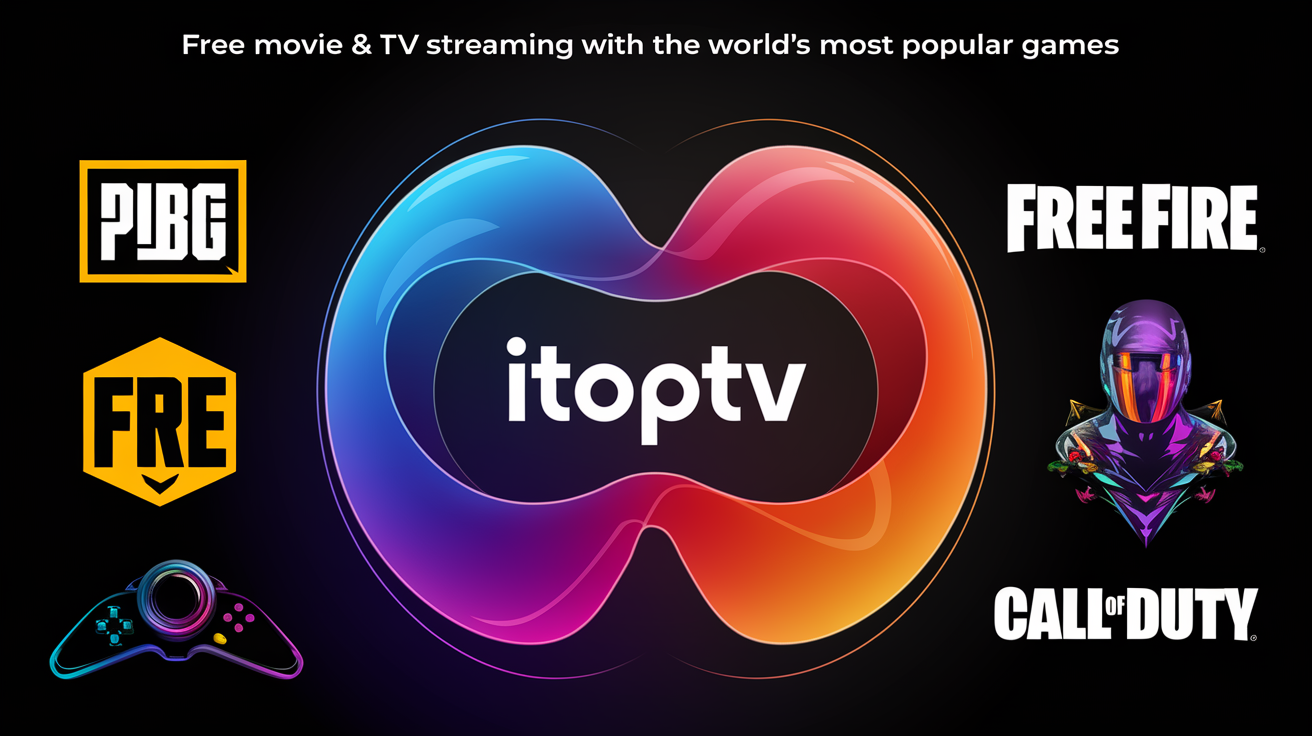 Free movie & TV streaming with the world's most popular games
PIBG
FREE FIRE
itoptv
FRE
CALL OF DUTY